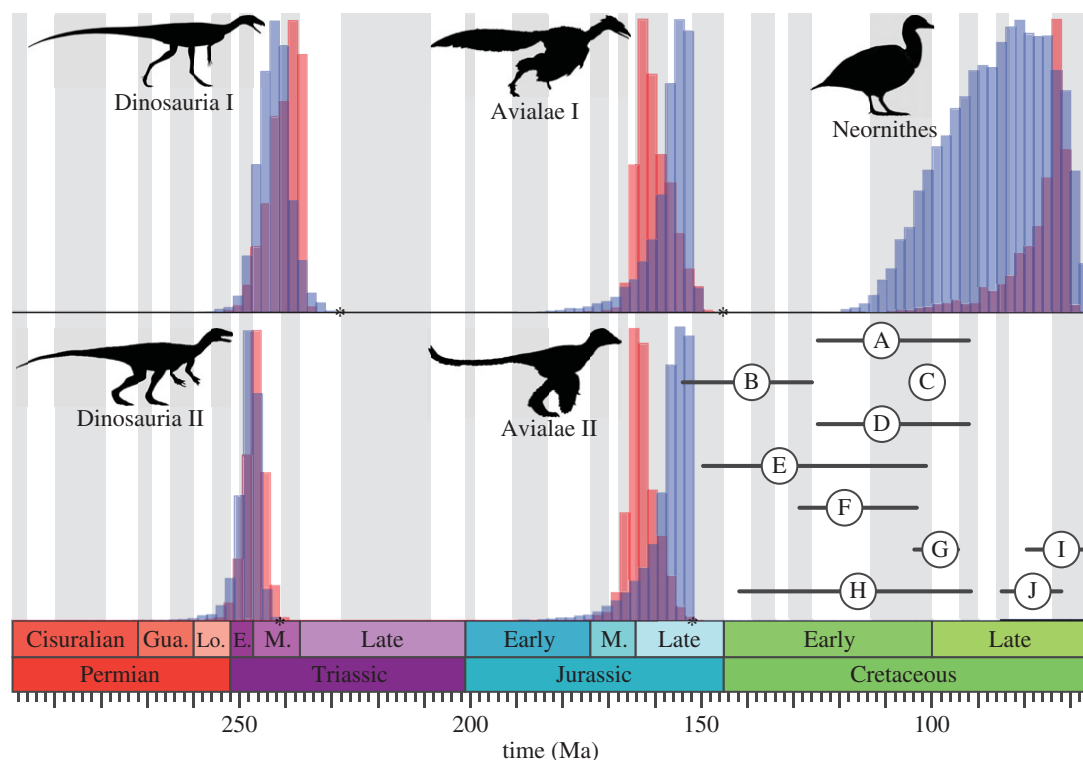 Dinosauria I
Avialae I
Neornithes
*
*
Dinosauria II
Avialae II
A
B
C
D
E
F
G
I
H
J
*
*
Cisuralian Gua. Lo. E. M. Late Early M. Late Early Late
Permian Triassic Jurassic Cretaceous
250 200 150 100
time (Ma)